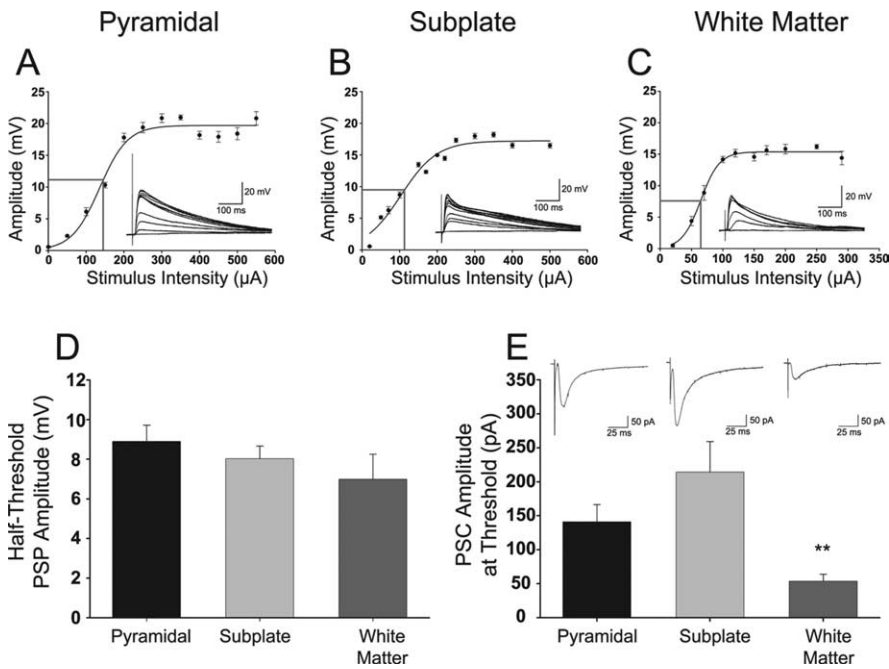 Pyramidal
Subplate
White Matter
A
B
C
Amplitude (mV)
25
20
15
10
5
0
0 100 200 300 400 500 600
Stimulus Intensity (µA)
20 mV
100 ms
Amplitude (mV)
25
20
15
10
5
0
0 100 200 300 400 500 600
Stimulus Intensity (µA)
20 mV
100 ms
Amplitude (mV)
25
20
15
10
5
0
0 50 100 150 200 250 300 350
Stimulus Intensity (µA)
20 mV
100 ms
D
Half-Threshold
PSP Amplitude (mV)
12
10
8
6
4
2
0
Pyramidal
Subplate
White
Matter
E
PSC Amplitude
at Threshold (pA)
350
300
250
200
150
100
50
0
50 pA
25 ms
50 pA
25 ms
50 pA
25 ms
**
Pyramidal
Subplate
White
Matter